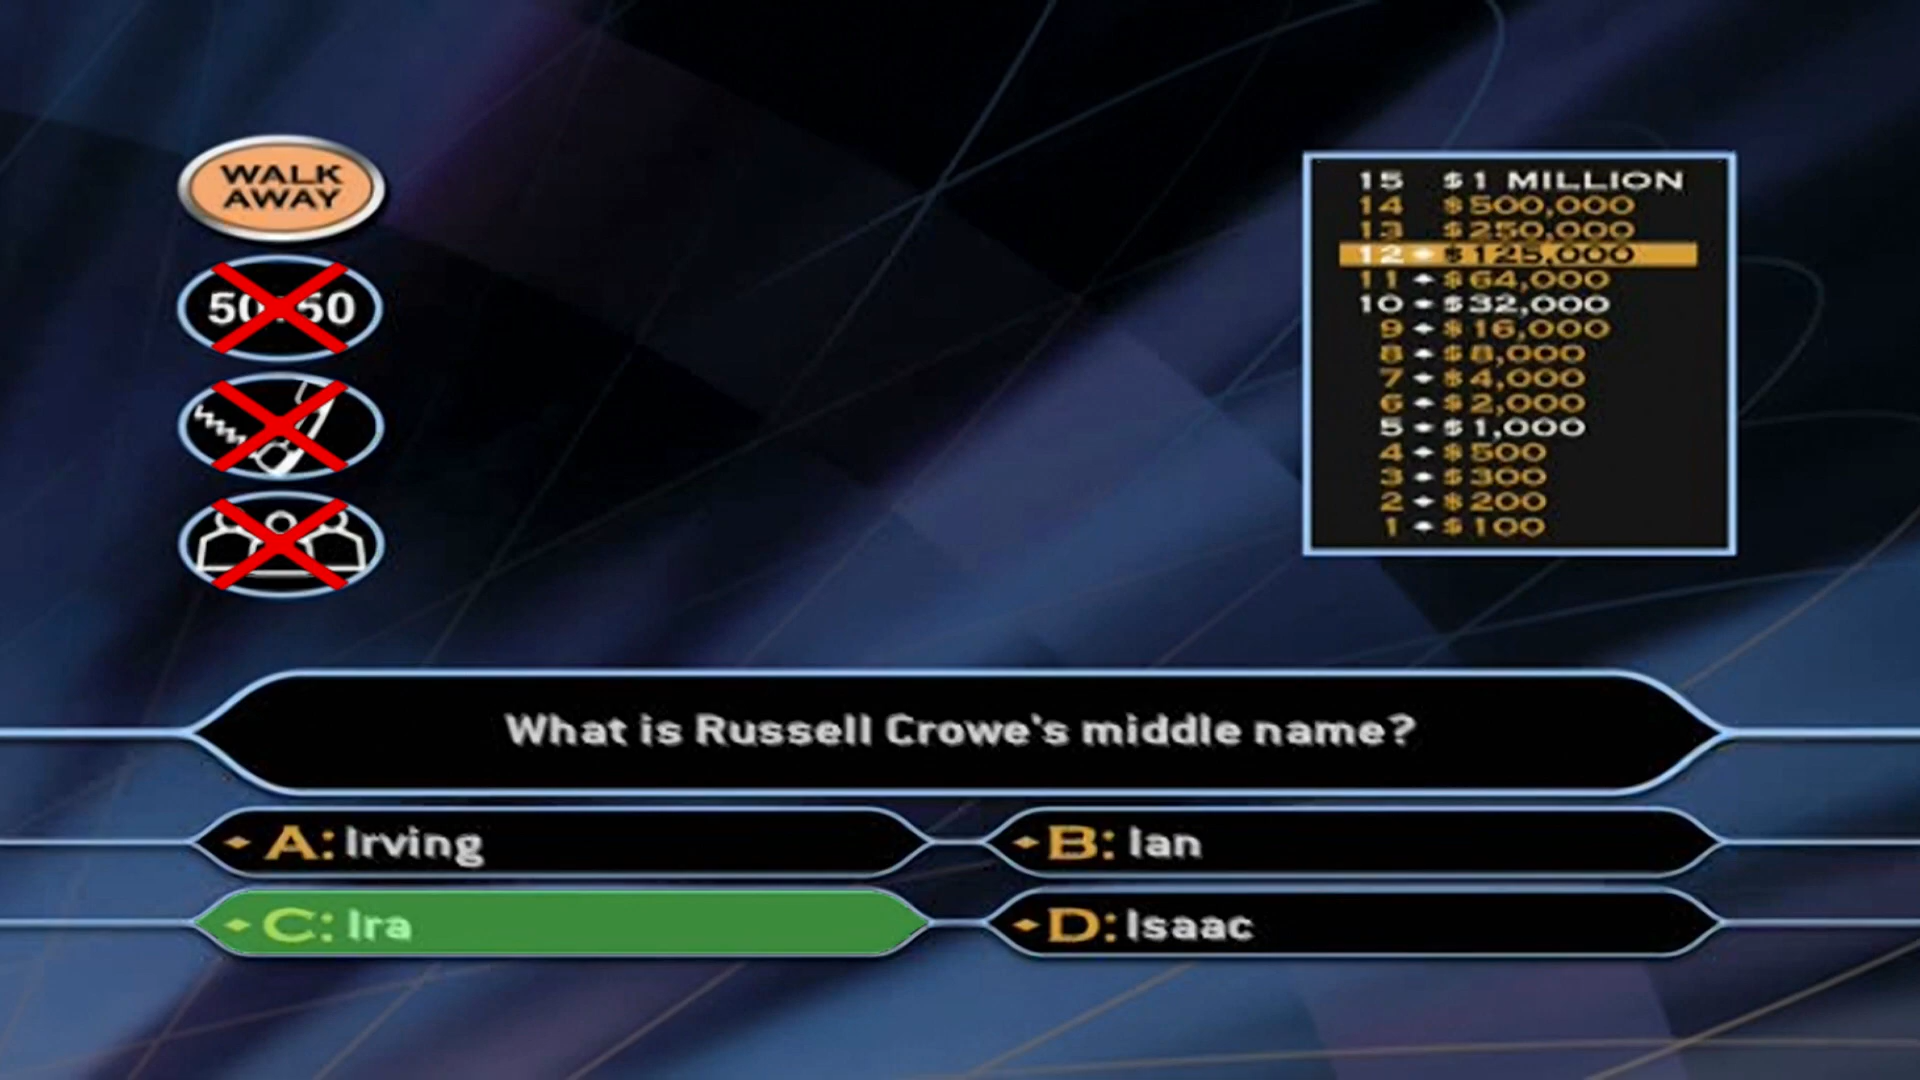 WALK
AWAY
50:50
15 $1 MILLION
14 $500,000
13 $250,000
12 $125,000
11 $64,000
10 $32,000
9 $16,000
8 $8,000
7 $4,000
6 $2,000
5 $1,000
4 $500
3 $300
2 $200
1 $100
What is Russell Crowe's middle name?
A: Irving
B: Ian
C: Ira
D: Isaac